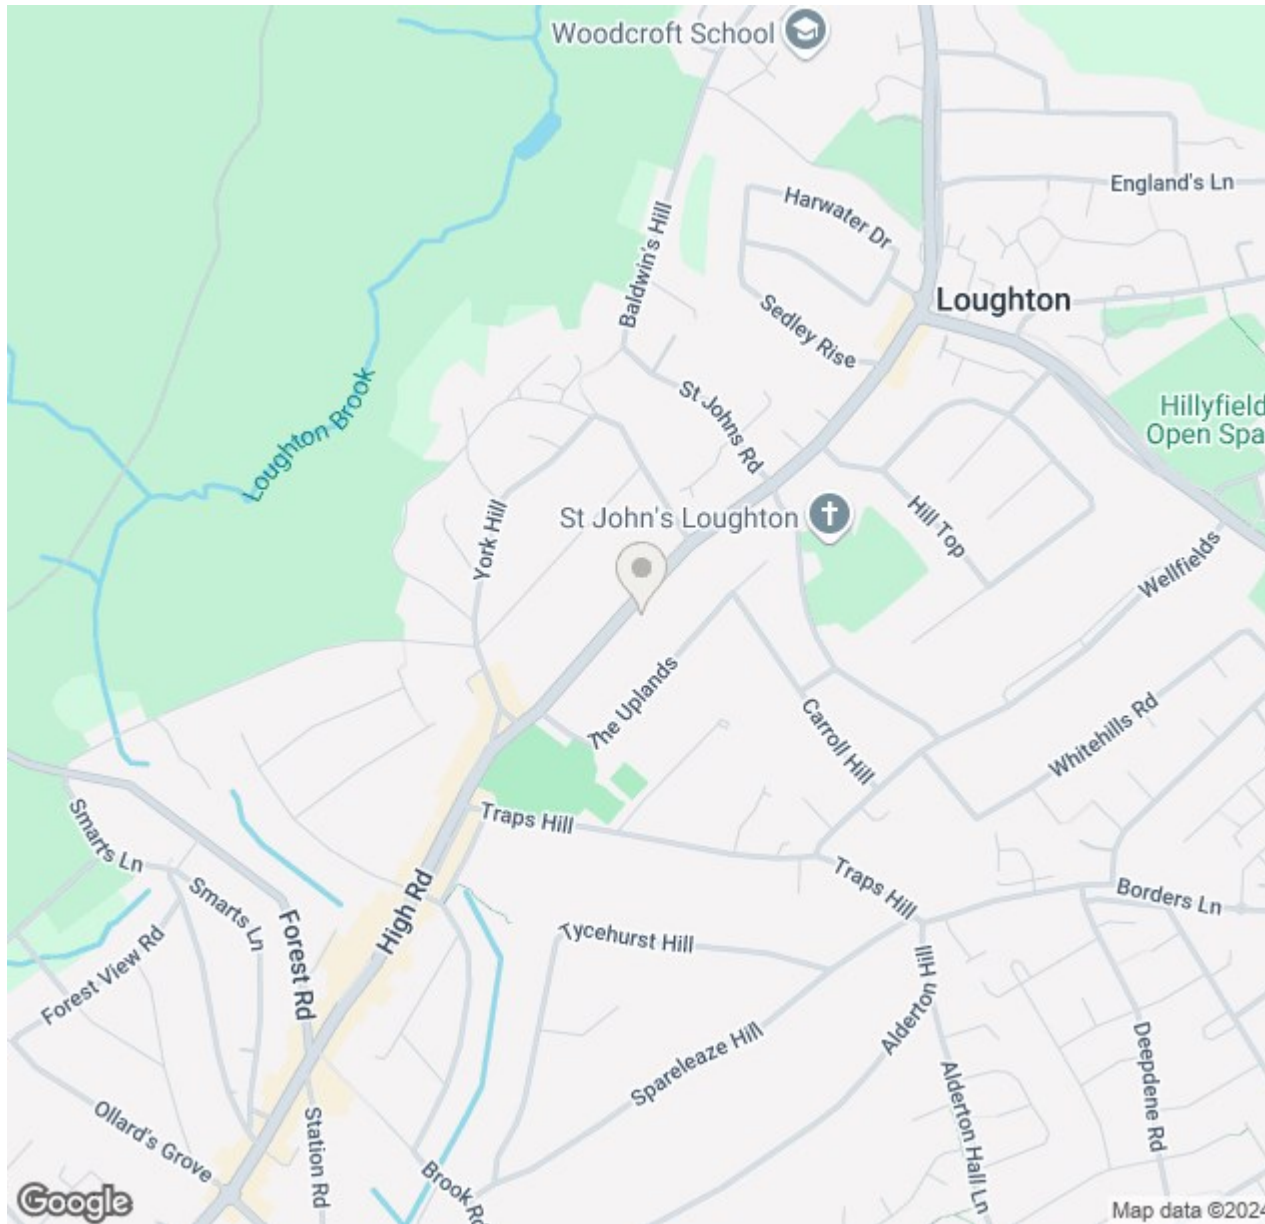 Woodcroft School
England's Ln
Harwater Dr
Baldwin's Hill
Loughton
Sedley Rise
St Johns Rd
Loughton Brook
Hillyfield
Open Spa
York Hill
St John's Loughton
Hill Top
Wellfields
The Uplands
Carroll Hill
Whitehills Rd
Traps Hill
Smarts Ln
Smarts Ln
High Rd
Traps Hill
Borders Ln
Forest Rd
Tycehurst Hill
Forest View Rd
Alderton Hill
Spareleaze Hill
Deepdene Rd
Alderton Hall Ln
Ollard's Grove
Station Rd
Brook Rd
Google
Map data ©2024